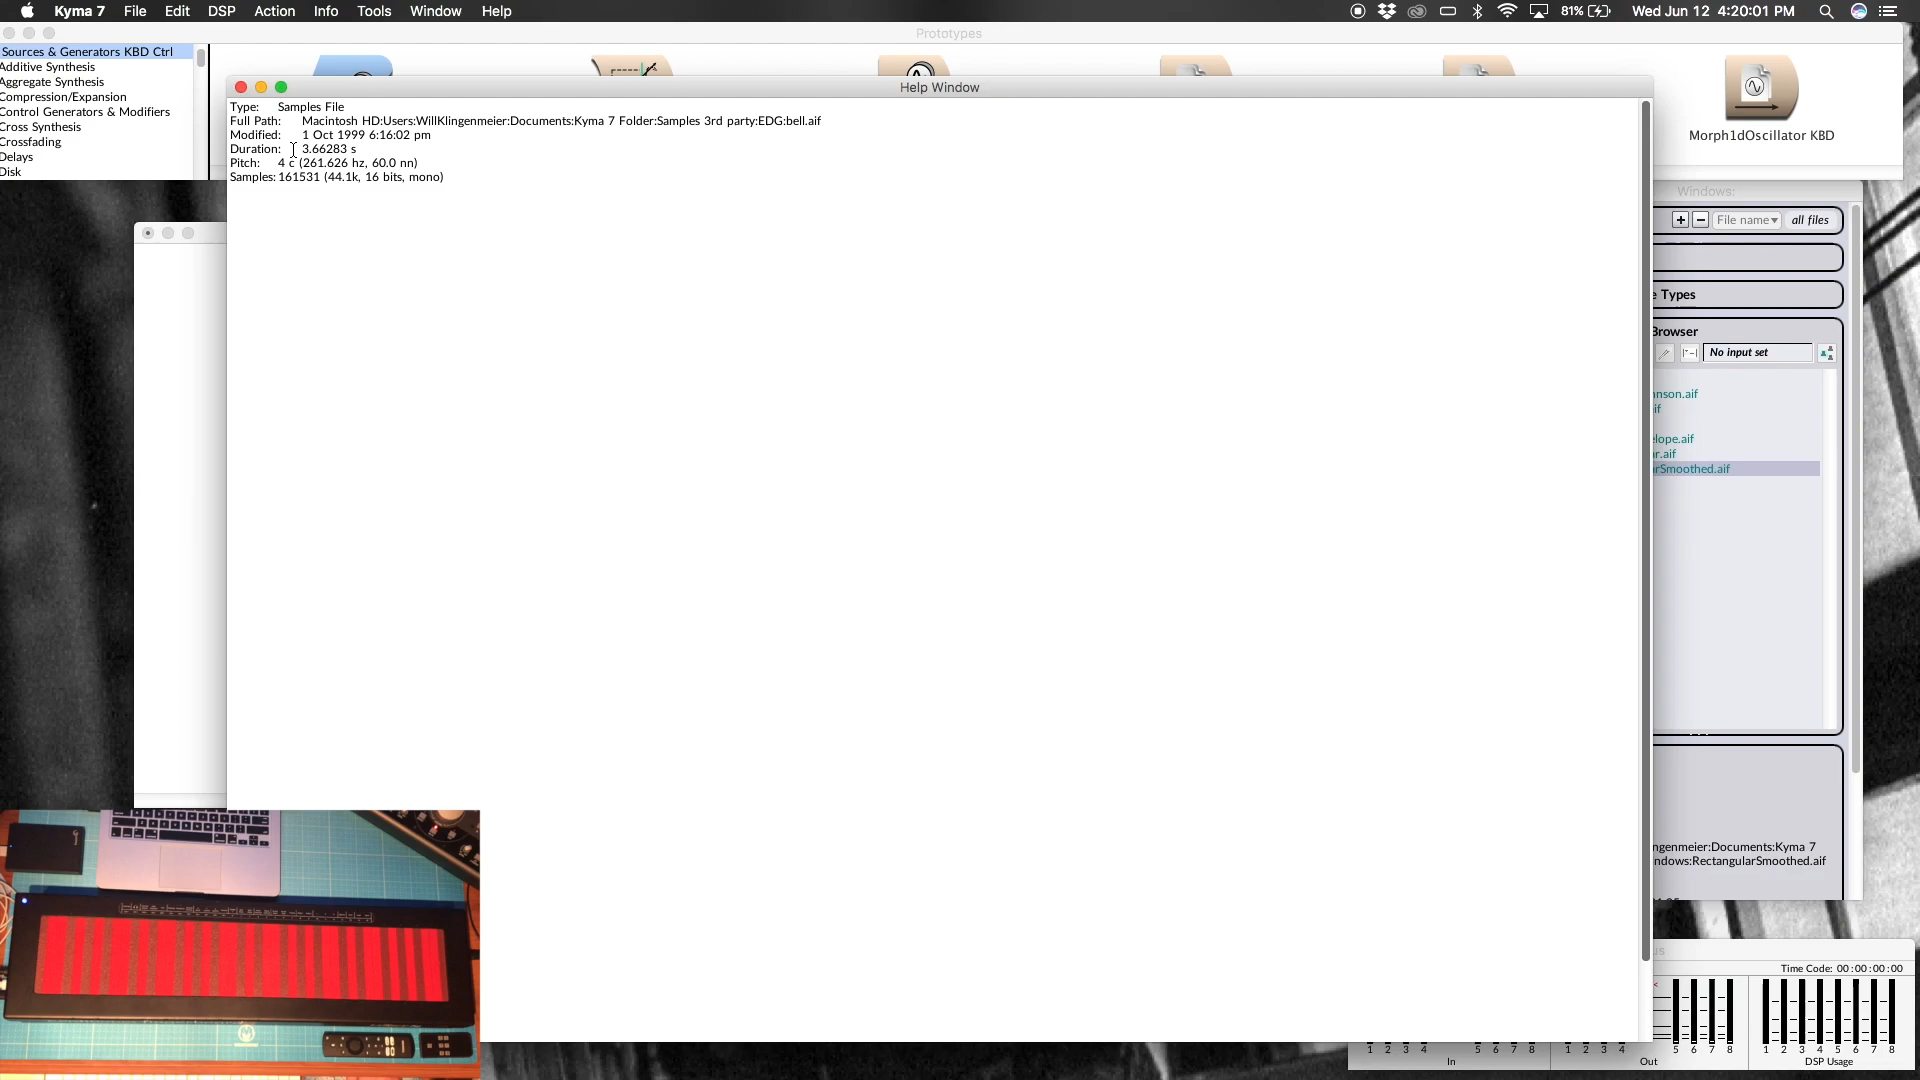 Kyma 7 File Edit DSP Action Info Tools Window Help
81% Wed Jun 12 4:20:01 PM
Prototypes
Sources & Generators KBD Ctrl
Additive Synthesis
Aggregate Synthesis
Compression/Expansion
Control Generators & Modifiers
Cross Synthesis
Crossfading
Delays
Disk
Morph1dOscillator KBD
Help Window
Type: Samples File
Full Path: Macintosh HD:Users:WillKlingenmeier:Documents:Kyma 7 Folder:Samples 3rd party:EDG:bell.aif
Modified: 1 Oct 1999 6:16:02 pm
Duration: 3.66283 s
Pitch: 4 c (261.626 hz, 60.0 nn)
Samples: 161531 (44.1k, 16 bits, mono)
Windows:
+ − File name all files
e Types
Browser
No input set
nson.aif
if
elope.aif
ar.aif
arSmoothed.aif
ngenmeier:Documents:Kyma 7
ndows:RectangularSmoothed.aif
us
Time Code: 00:00:00:00
1 2 3 4 5 6 7 8
In
1 2 3 4 5 6 7 8
Out
1 2 3 4 5 6 7 8
DSP Usage